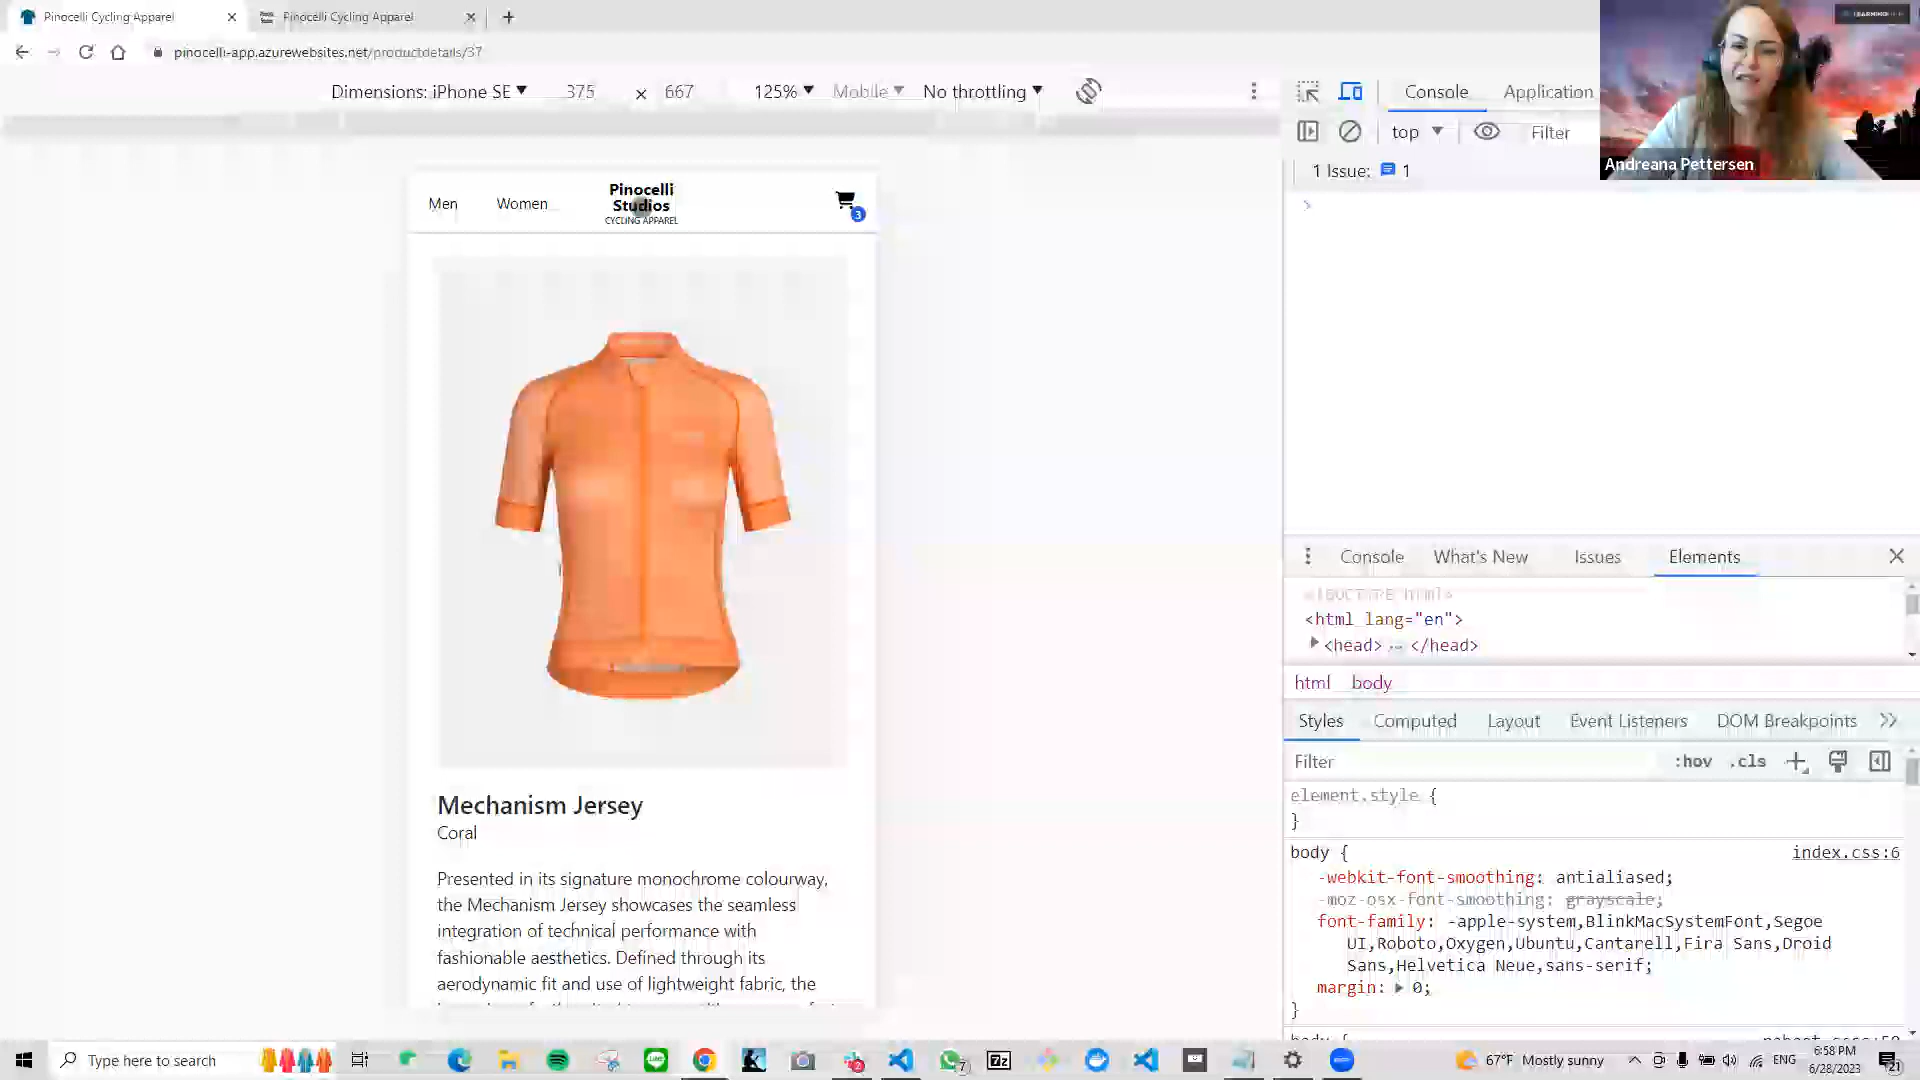 Pinocelli Cycling Apparel
Pinocelli Cycling Apparel
pinocelli-app.azurewebsites.net/productdetails/37
Dimensions: iPhone SE 375 × 667 125% Mobile No throttling
Console Application
top Filter
1 Issue: 1
Andreana Pettersen
Men Women
Pinocelli
Studios
CYCLING APPAREL
3
Mechanism Jersey
Coral
Presented in its signature monochrome colourway,
the Mechanism Jersey showcases the seamless
integration of technical performance with
fashionable aesthetics. Defined through its
aerodynamic fit and use of lightweight fabric, the
Console What's New Issues Elements
<!DOCTYPE html>
<html lang="en">
<head> … </head>
html body
Styles Computed Layout Event Listeners DOM Breakpoints
Filter :hov .cls
element.style {
}
body { index.css:6
-webkit-font-smoothing: antialiased;
-moz-osx-font-smoothing: grayscale;
font-family: -apple-system,BlinkMacSystemFont,Segoe
UI,Roboto,Oxygen,Ubuntu,Cantarell,Fira Sans,Droid
Sans,Helvetica Neue,sans-serif;
margin: 0;
}
body {
Type here to search
67°F Mostly sunny ENG
6:58 PM
6/28/2023
21